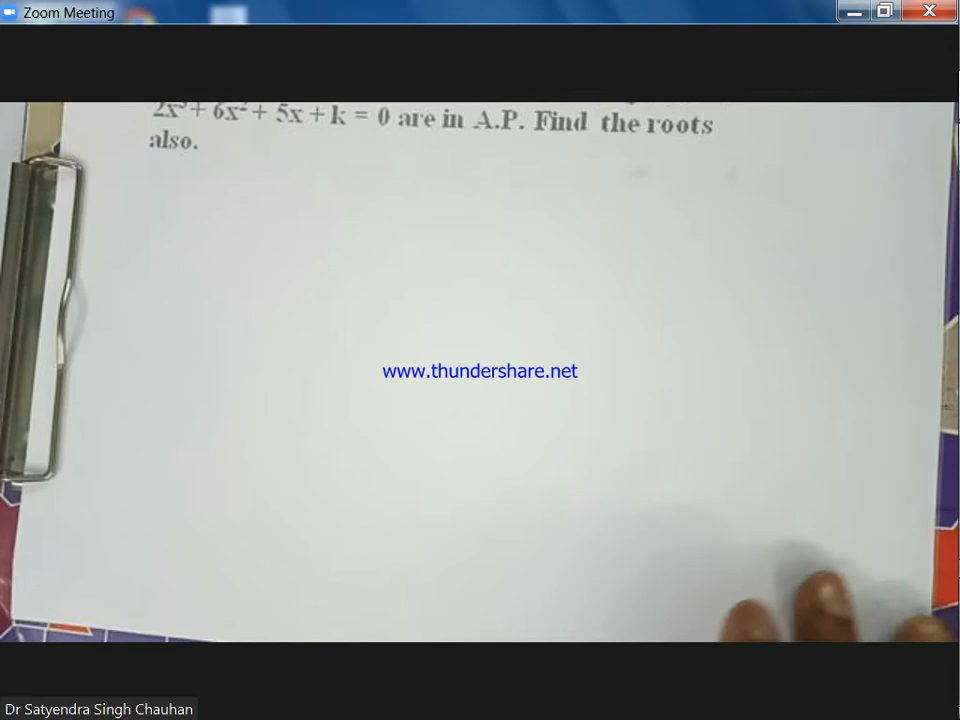 Zoom Meeting
2x³ + 6x² + 5x + k = 0 are in A.P. Find the roots
also.
www.thundershare.net
Dr Satyendra Singh Chauhan